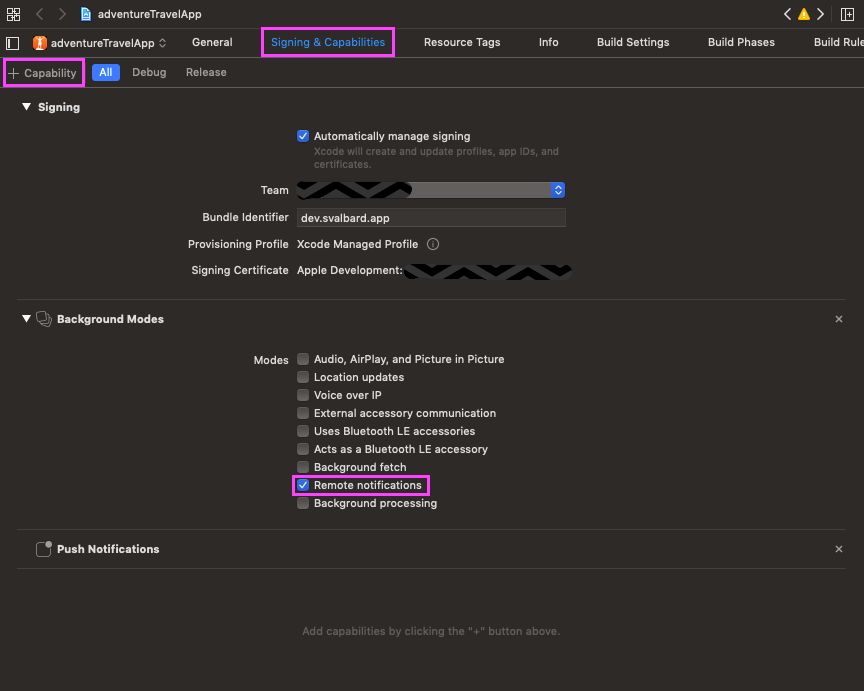 adventureTravelApp
adventureTravelApp General Signing & Capabilities Resource Tags Info Build Settings Build Phases Build Rule
+ Capability All Debug Release
Signing
Automatically manage signing
Xcode will create and update profiles, app IDs, and
certificates.
Team
Bundle Identifier dev.svalbard.app
Provisioning Profile Xcode Managed Profile
Signing Certificate Apple Development:
Background Modes
Modes Audio, AirPlay, and Picture in Picture
Location updates
Voice over IP
External accessory communication
Uses Bluetooth LE accessories
Acts as a Bluetooth LE accessory
Background fetch
Remote notifications
Background processing
Push Notifications
Add capabilities by clicking the "+" button above.